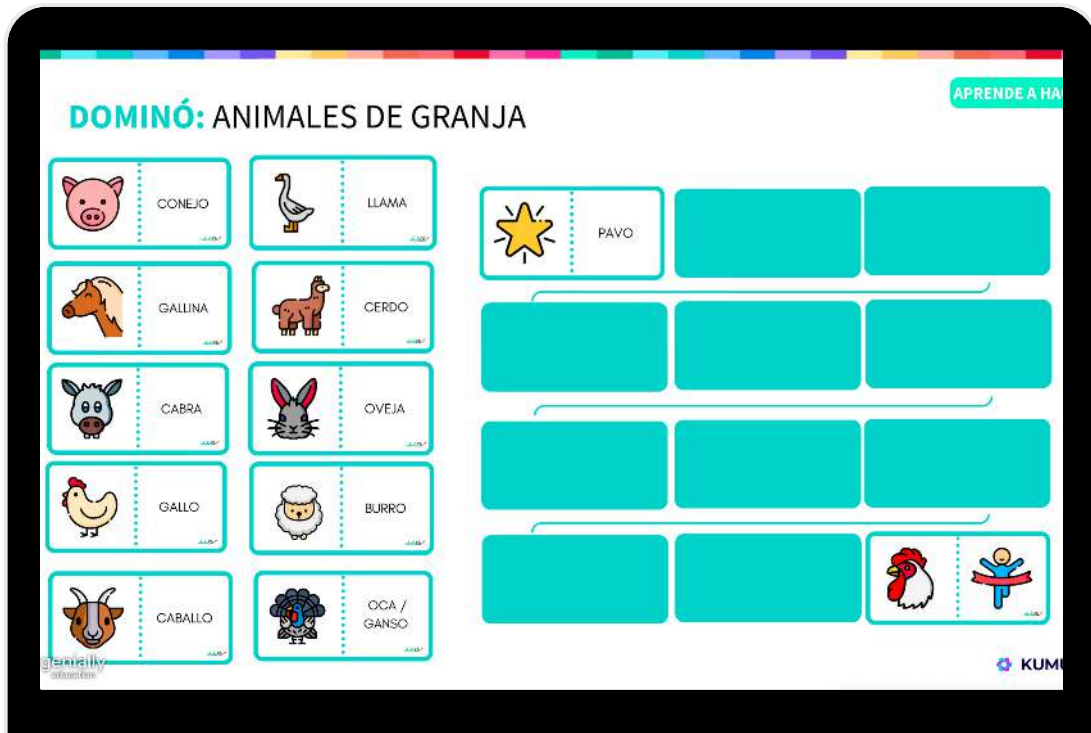 APRENDE A HA
DOMINÓ: ANIMALES DE GRANJA
CONEJO
LLAMA
PAVO
GALLINA
CERDO
CABRA
OVEJA
GALLO
BURRO
CABALLO
OCA /
GANSO
genially
education
KUMU